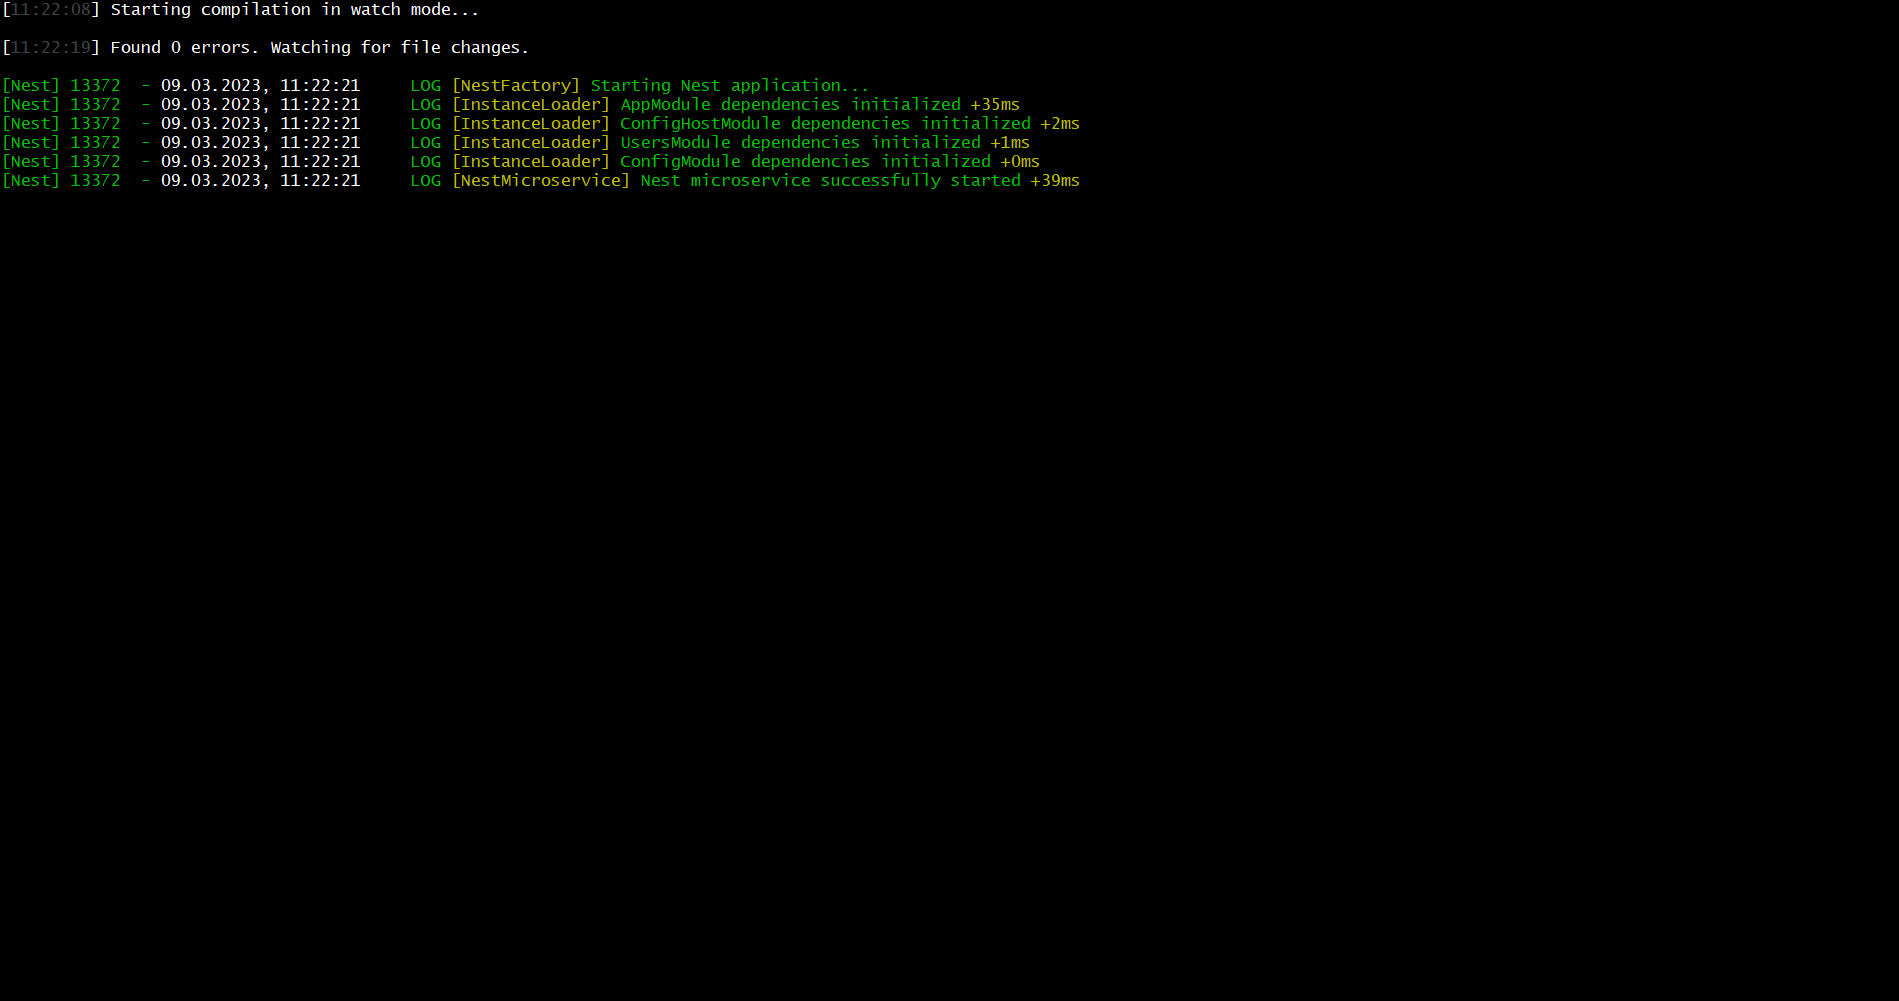 [11:22:08] Starting compilation in watch mode...
[11:22:19] Found 0 errors. Watching for file changes.
[Nest] 13372  - 09.03.2023, 11:22:21     LOG [NestFactory] Starting Nest application...
[Nest] 13372  - 09.03.2023, 11:22:21     LOG [InstanceLoader] AppModule dependencies initialized +35ms
[Nest] 13372  - 09.03.2023, 11:22:21     LOG [InstanceLoader] ConfigHostModule dependencies initialized +2ms
[Nest] 13372  - 09.03.2023, 11:22:21     LOG [InstanceLoader] UsersModule dependencies initialized +1ms
[Nest] 13372  - 09.03.2023, 11:22:21     LOG [InstanceLoader] ConfigModule dependencies initialized +0ms
[Nest] 13372  - 09.03.2023, 11:22:21     LOG [NestMicroservice] Nest microservice successfully started +39ms